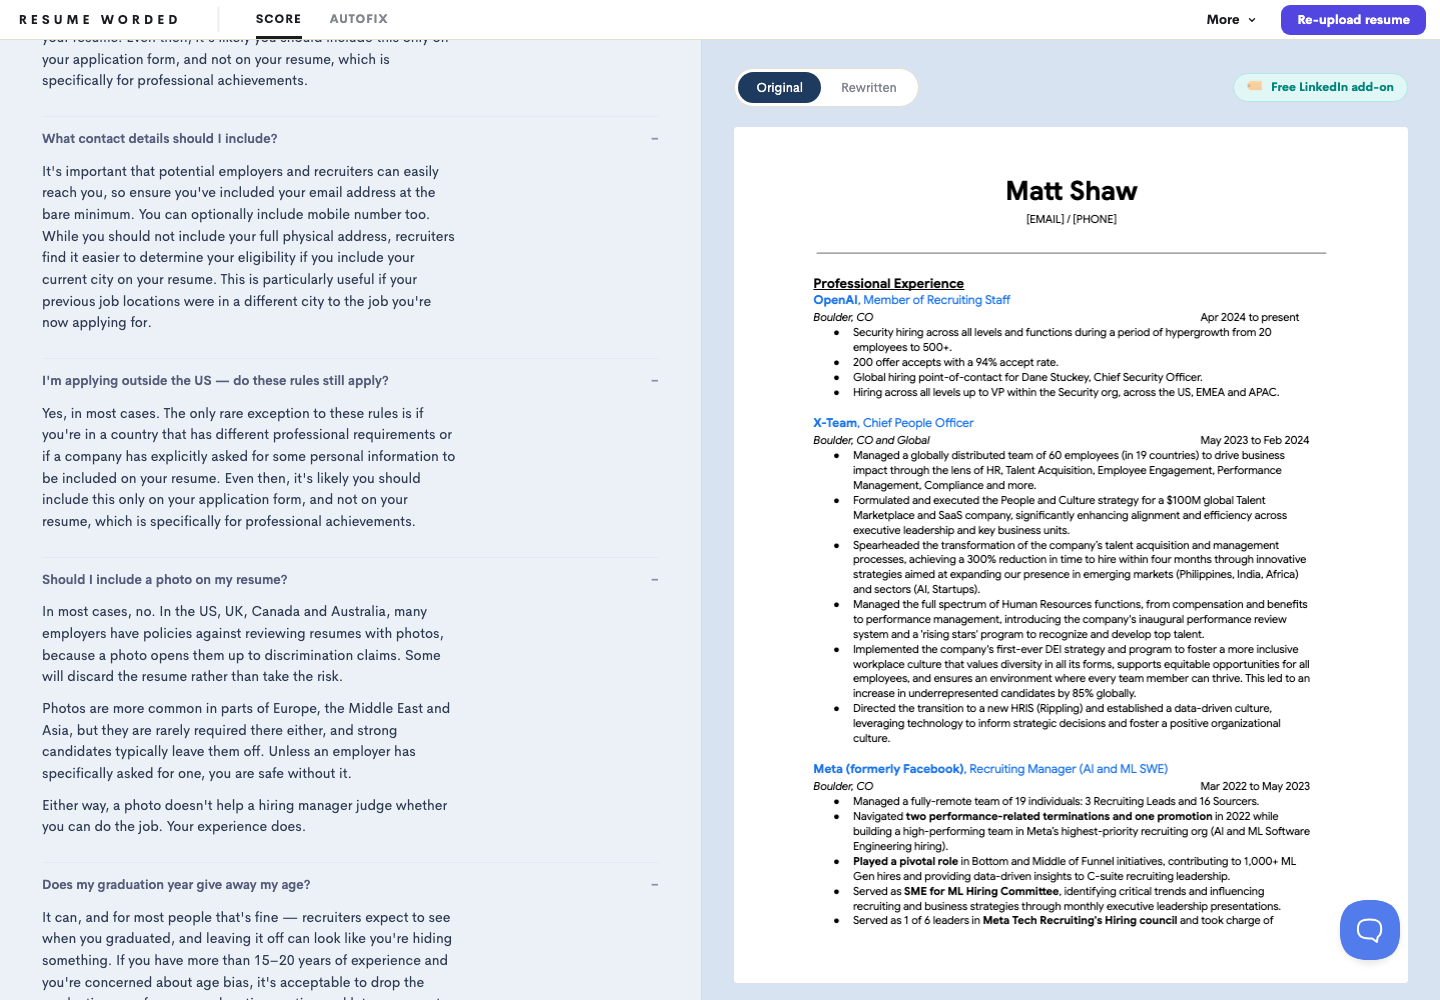 RESUME WORDED
SCORE
AUTOFIX
More
Re-upload resume
your resume. Even then, it's likely you should include this only on
your application form, and not on your resume, which is
specifically for professional achievements.
What contact details should I include?
It's important that potential employers and recruiters can easily
reach you, so ensure you've included your email address at the
bare minimum. You can optionally include mobile number too.
While you should not include your full physical address, recruiters
find it easier to determine your eligibility if you include your
current city on your resume. This is particularly useful if your
previous job locations were in a different city to the job you're
now applying for.
I'm applying outside the US — do these rules still apply?
Yes, in most cases. The only rare exception to these rules is if
you're in a country that has different professional requirements or
if a company has explicitly asked for some personal information to
be included on your resume. Even then, it's likely you should
include this only on your application form, and not on your
resume, which is specifically for professional achievements.
Should I include a photo on my resume?
In most cases, no. In the US, UK, Canada and Australia, many
employers have policies against reviewing resumes with photos,
because a photo opens them up to discrimination claims. Some
will discard the resume rather than take the risk.
Photos are more common in parts of Europe, the Middle East and
Asia, but they are rarely required there either, and strong
candidates typically leave them off. Unless an employer has
specifically asked for one, you are safe without it.
Either way, a photo doesn't help a hiring manager judge whether
you can do the job. Your experience does.
Does my graduation year give away my age?
It can, and for most people that's fine — recruiters expect to see
when you graduated, and leaving it off can look like you're hiding
something. If you have more than 15–20 years of experience and
you're concerned about age bias, it's acceptable to drop the
Original
Rewritten
Free LinkedIn add-on
Matt Shaw
[EMAIL] / [PHONE]
Professional Experience
OpenAI, Member of Recruiting Staff
Boulder, CO Apr 2024 to present
● Security hiring across all levels and functions during a period of hypergrowth from 20
employees to 500+.
● 200 offer accepts with a 94% accept rate.
● Global hiring point-of-contact for Dane Stuckey, Chief Security Officer.
● Hiring across all levels up to VP within the Security org, across the US, EMEA and APAC.
X-Team, Chief People Officer
Boulder, CO and Global May 2023 to Feb 2024
● Managed a globally distributed team of 60 employees (in 19 countries) to drive business
impact through the lens of HR, Talent Acquisition, Employee Engagement, Performance
Management, Compliance and more.
● Formulated and executed the People and Culture strategy for a $100M global Talent
Marketplace and SaaS company, significantly enhancing alignment and efficiency across
executive leadership and key business units.
● Spearheaded the transformation of the company's talent acquisition and management
processes, achieving a 300% reduction in time to hire within four months through innovative
strategies aimed at expanding our presence in emerging markets (Philippines, India, Africa)
and sectors (AI, Startups).
● Managed the full spectrum of Human Resources functions, from compensation and benefits
to performance management, introducing the company's inaugural performance review
system and a 'rising stars' program to recognize and develop top talent.
● Implemented the company's first-ever DEI strategy and program to foster a more inclusive
workplace culture that values diversity in all its forms, supports equitable opportunities for all
employees, and ensures an environment where every team member can thrive. This led to an
increase in underrepresented candidates by 85% globally.
● Directed the transition to a new HRIS (Rippling) and established a data-driven culture,
leveraging technology to inform strategic decisions and foster a positive organizational
culture.
Meta (formerly Facebook), Recruiting Manager (AI and ML SWE)
Boulder, CO Mar 2022 to May 2023
● Managed a fully-remote team of 19 individuals: 3 Recruiting Leads and 16 Sourcers.
● Navigated two performance-related terminations and one promotion in 2022 while
building a high-performing team in Meta's highest-priority recruiting org (AI and ML Software
Engineering hiring).
● Played a pivotal role in Bottom and Middle of Funnel initiatives, contributing to 1,000+ ML
Gen hires and providing data-driven insights to C-suite recruiting leadership.
● Served as SME for ML Hiring Committee, identifying critical trends and influencing
recruiting and business strategies through monthly executive leadership presentations.
● Served as 1 of 6 leaders in Meta Tech Recruiting's Hiring council and took charge of